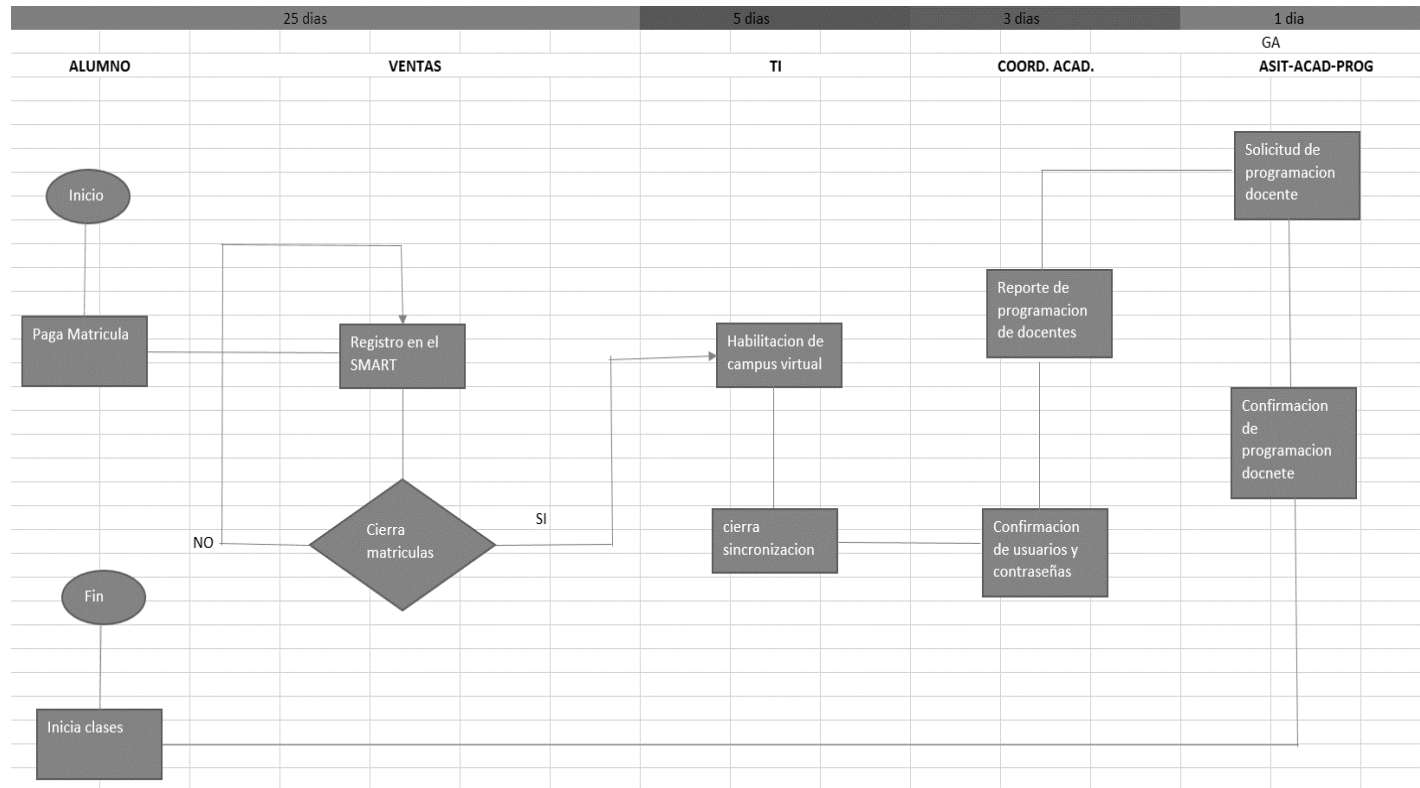 25 dias
5 dias
3 dias
1 dia
GA
ALUMNO
VENTAS
TI
COORD. ACAD.
ASIT-ACAD-PROG
Inicio
Paga Matricula
Registro en el
SMART
Cierra
matriculas
NO
SI
Habilitacion de
campus virtual
cierra
sincronizacion
Confirmacion
de usuarios y
contraseñas
Reporte de
programacion
de docentes
Solicitud de
programacion
docente
Confirmacion
de
programacion
docnete
Inicia clases
Fin